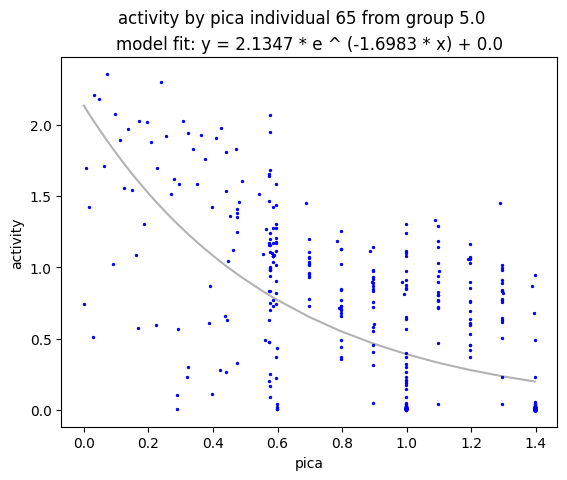 activity by pica individual 65 from group 5.0
model fit: y = 2.1347 * e ^ (-1.6983 * x) + 0.0
2.0
1.5
1.0
0.5
0.0
activity
0.0 0.2 0.4 0.6 0.8 1.0 1.2 1.4
pica